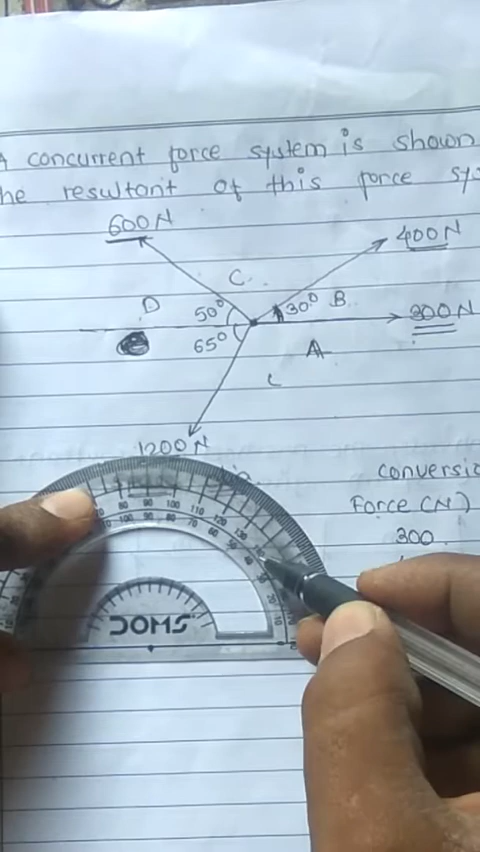 A concurrent force system is shown
he resultant of this force sy
600N
400N
C
50° D
30° B
300N
65°
A
1200N
conversio
Force (N)
300
DOMS